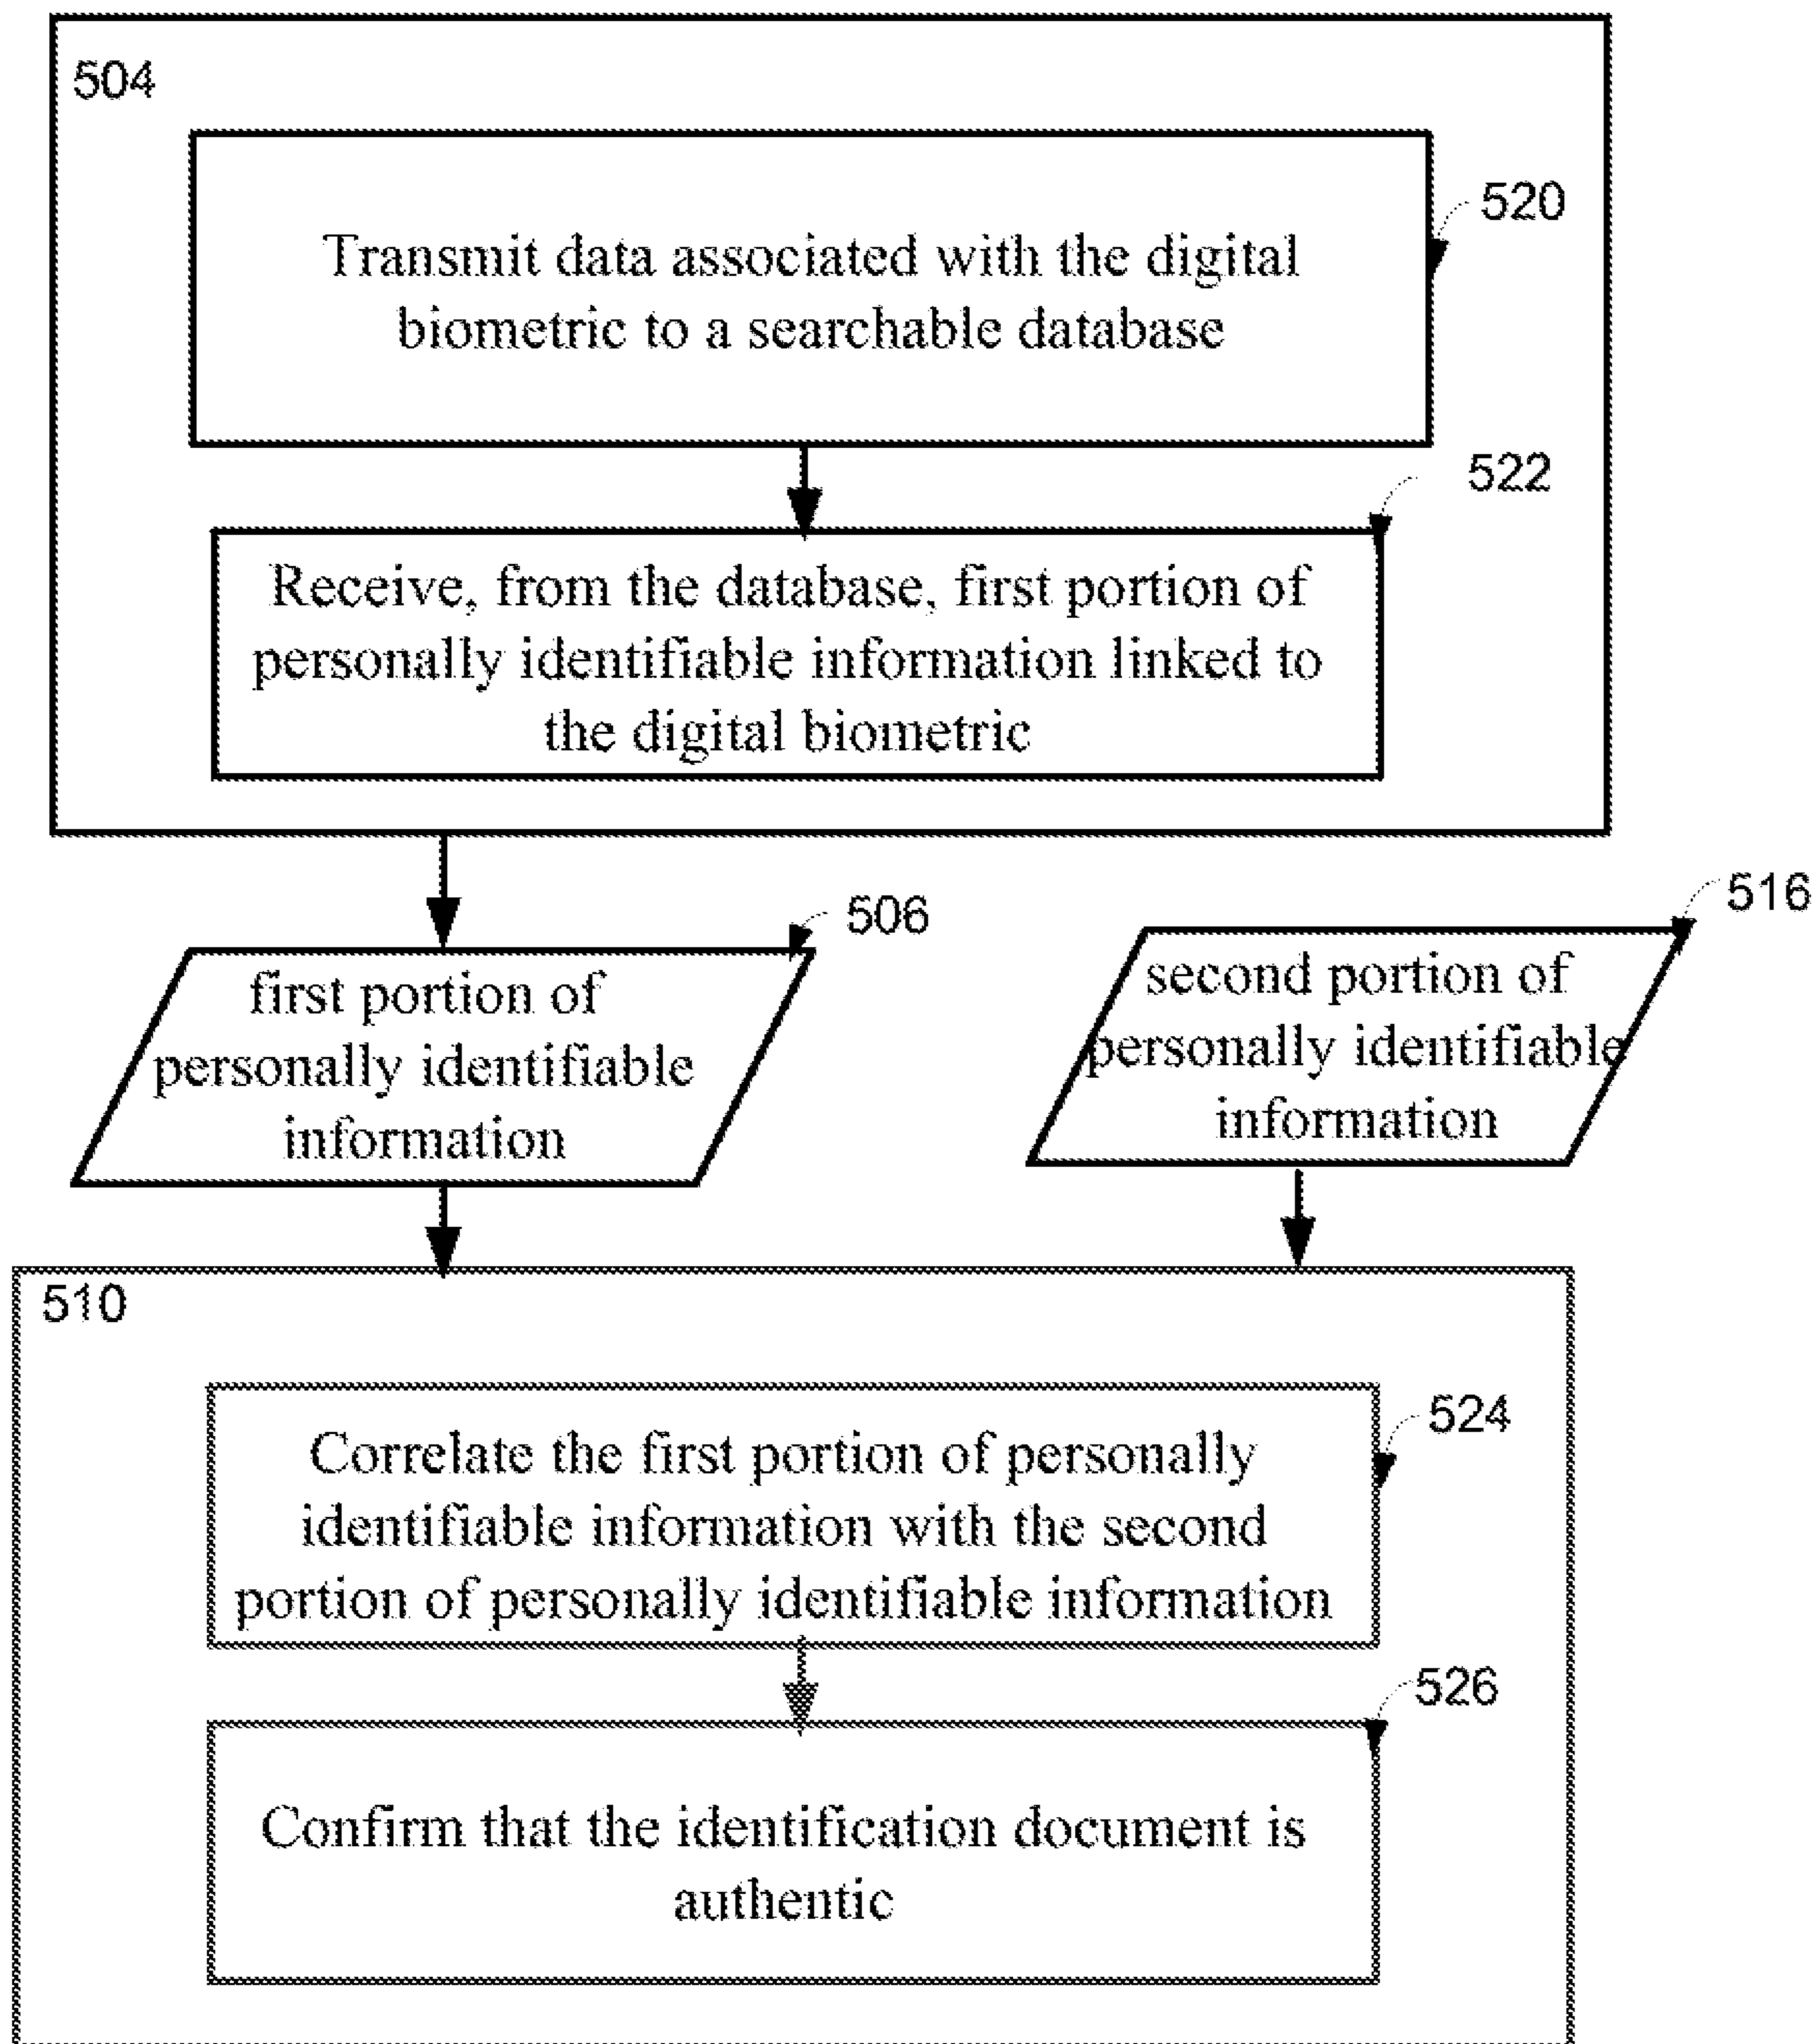 504
520
Transmit data associated with the digital
biometric to a searchable database
522
Receive, from the database, first portion of
personally identifiable information linked to
the digital biometric
506
516
first portion of
personally identifiable
information
second portion of
personally identifiable
information
510
524
Correlate the first portion of personally
identifiable information with the second
portion of personally identifiable information
526
Confirm that the identification document is
authentic